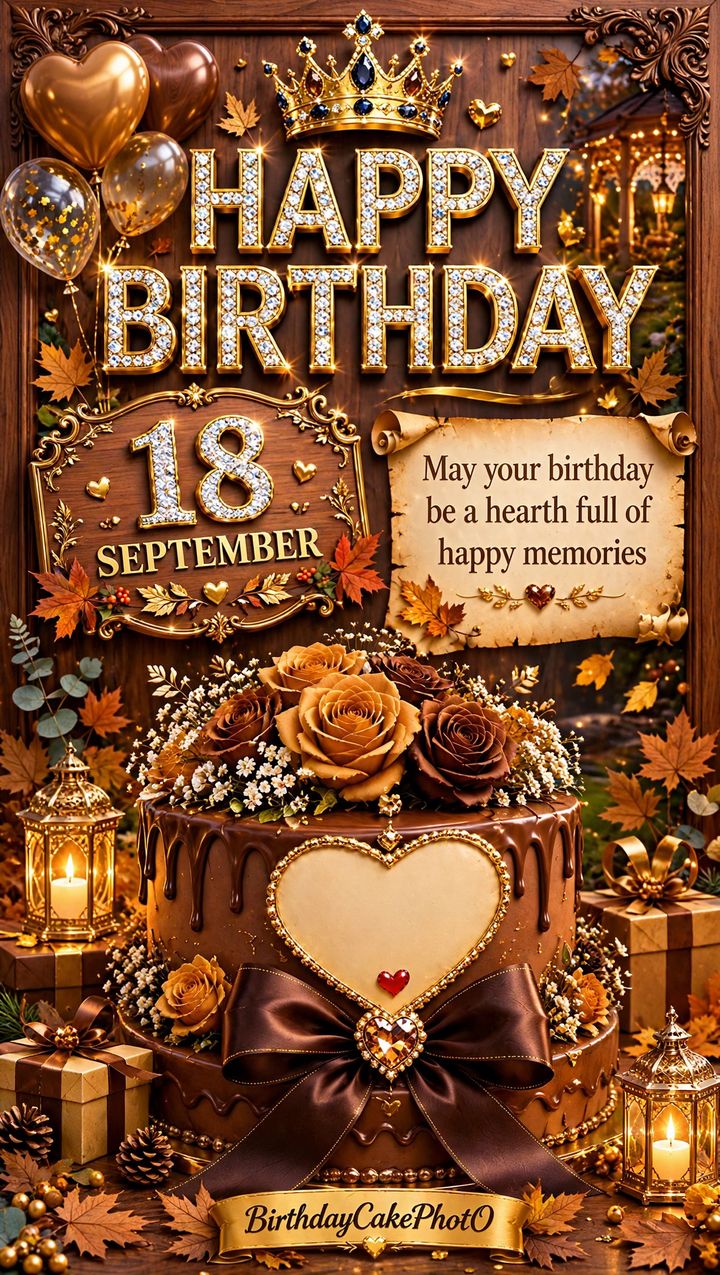 HAPPY
BIRTHDAY
18
SEPTEMBER
May your birthday
be a hearth full of
happy memories
BirthdayCakePhotO